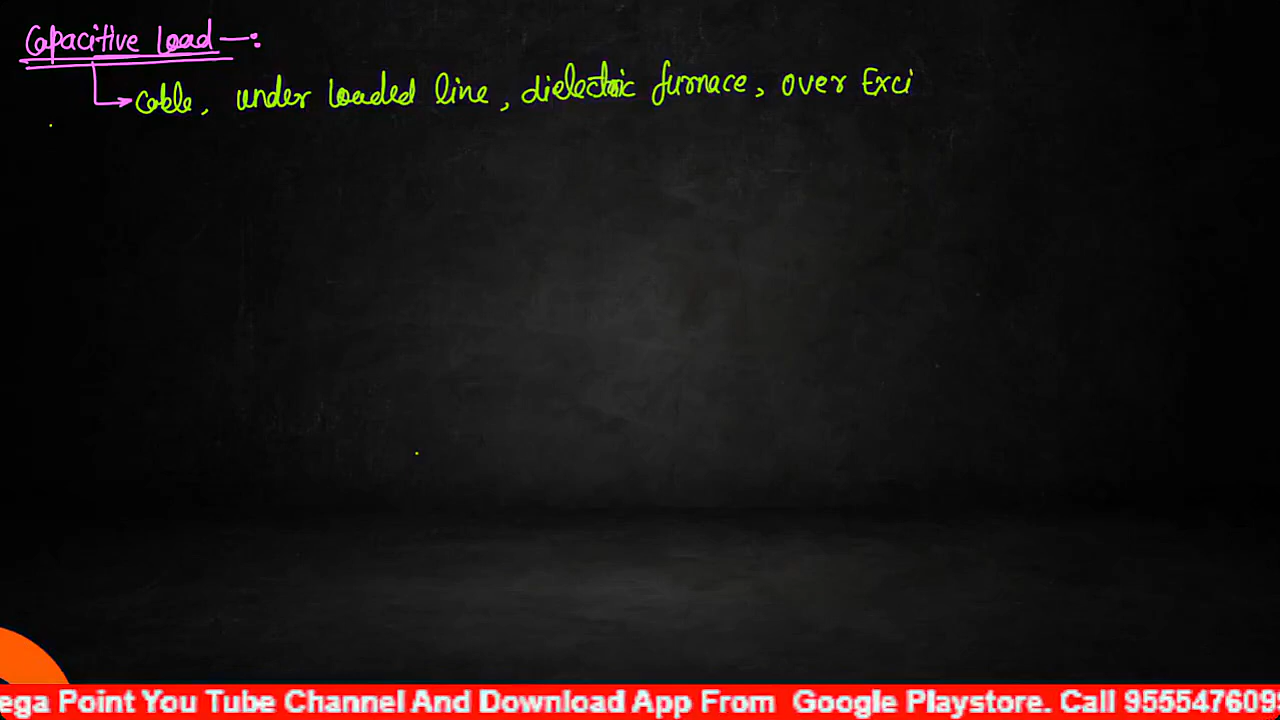 Capacitive Load —:
Cable, under loaded line, dielectric furnace, over Exci
ega Point You Tube Channel And Download App From Google Playstore. Call 9555476099